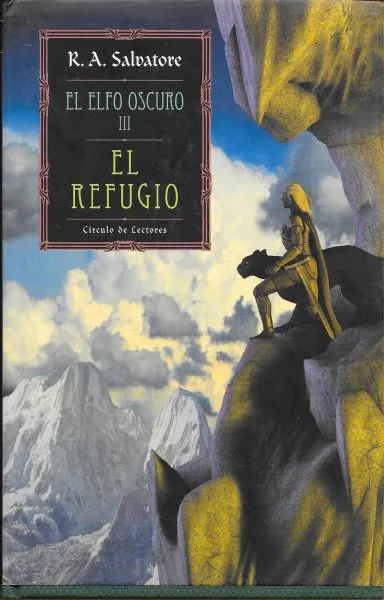 R. A. Salvatore
EL ELFO OSCURO
III
EL
REFUGIO
Círculo de Lectores